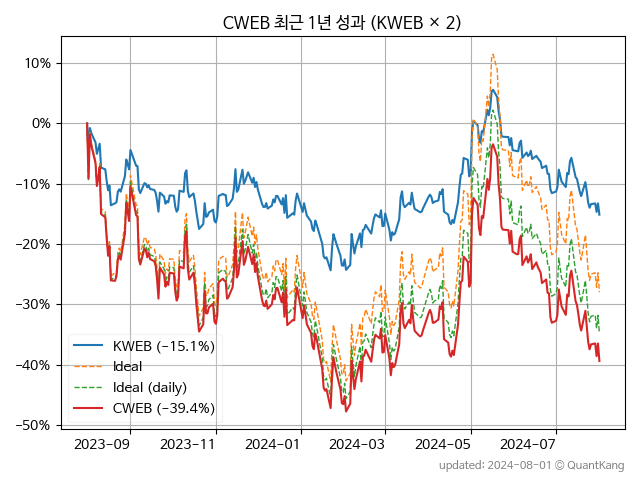 CWEB 최근 1년 성과 (KWEB × 2)
10%
0%
−10%
−20%
−30%
−40%
−50%
KWEB (−15.1%)
Ideal
Ideal (daily)
CWEB (−39.4%)
2023-09
2023-11
2024-01
2024-03
2024-05
2024-07
updated: 2024-08-01 © QuantKang